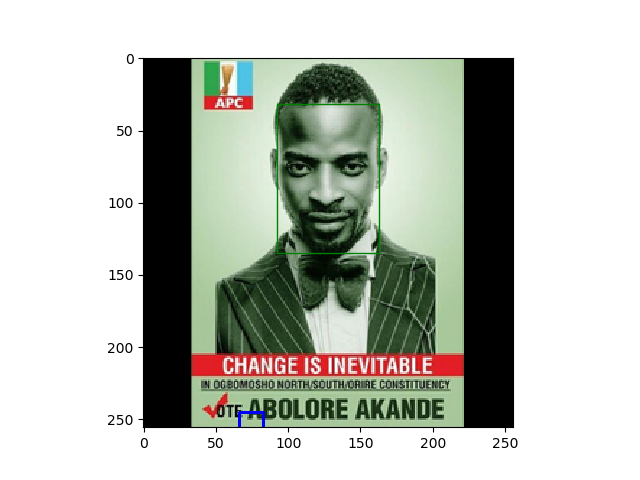 0
APC
50
100
150
200
CHANGE IS INEVITABLE
IN OGBOMOSHO NORTH/SOUTH/ORIRE CONSTITUENCY
VOTE ABOLORE AKANDE
250
0 50 100 150 200 250